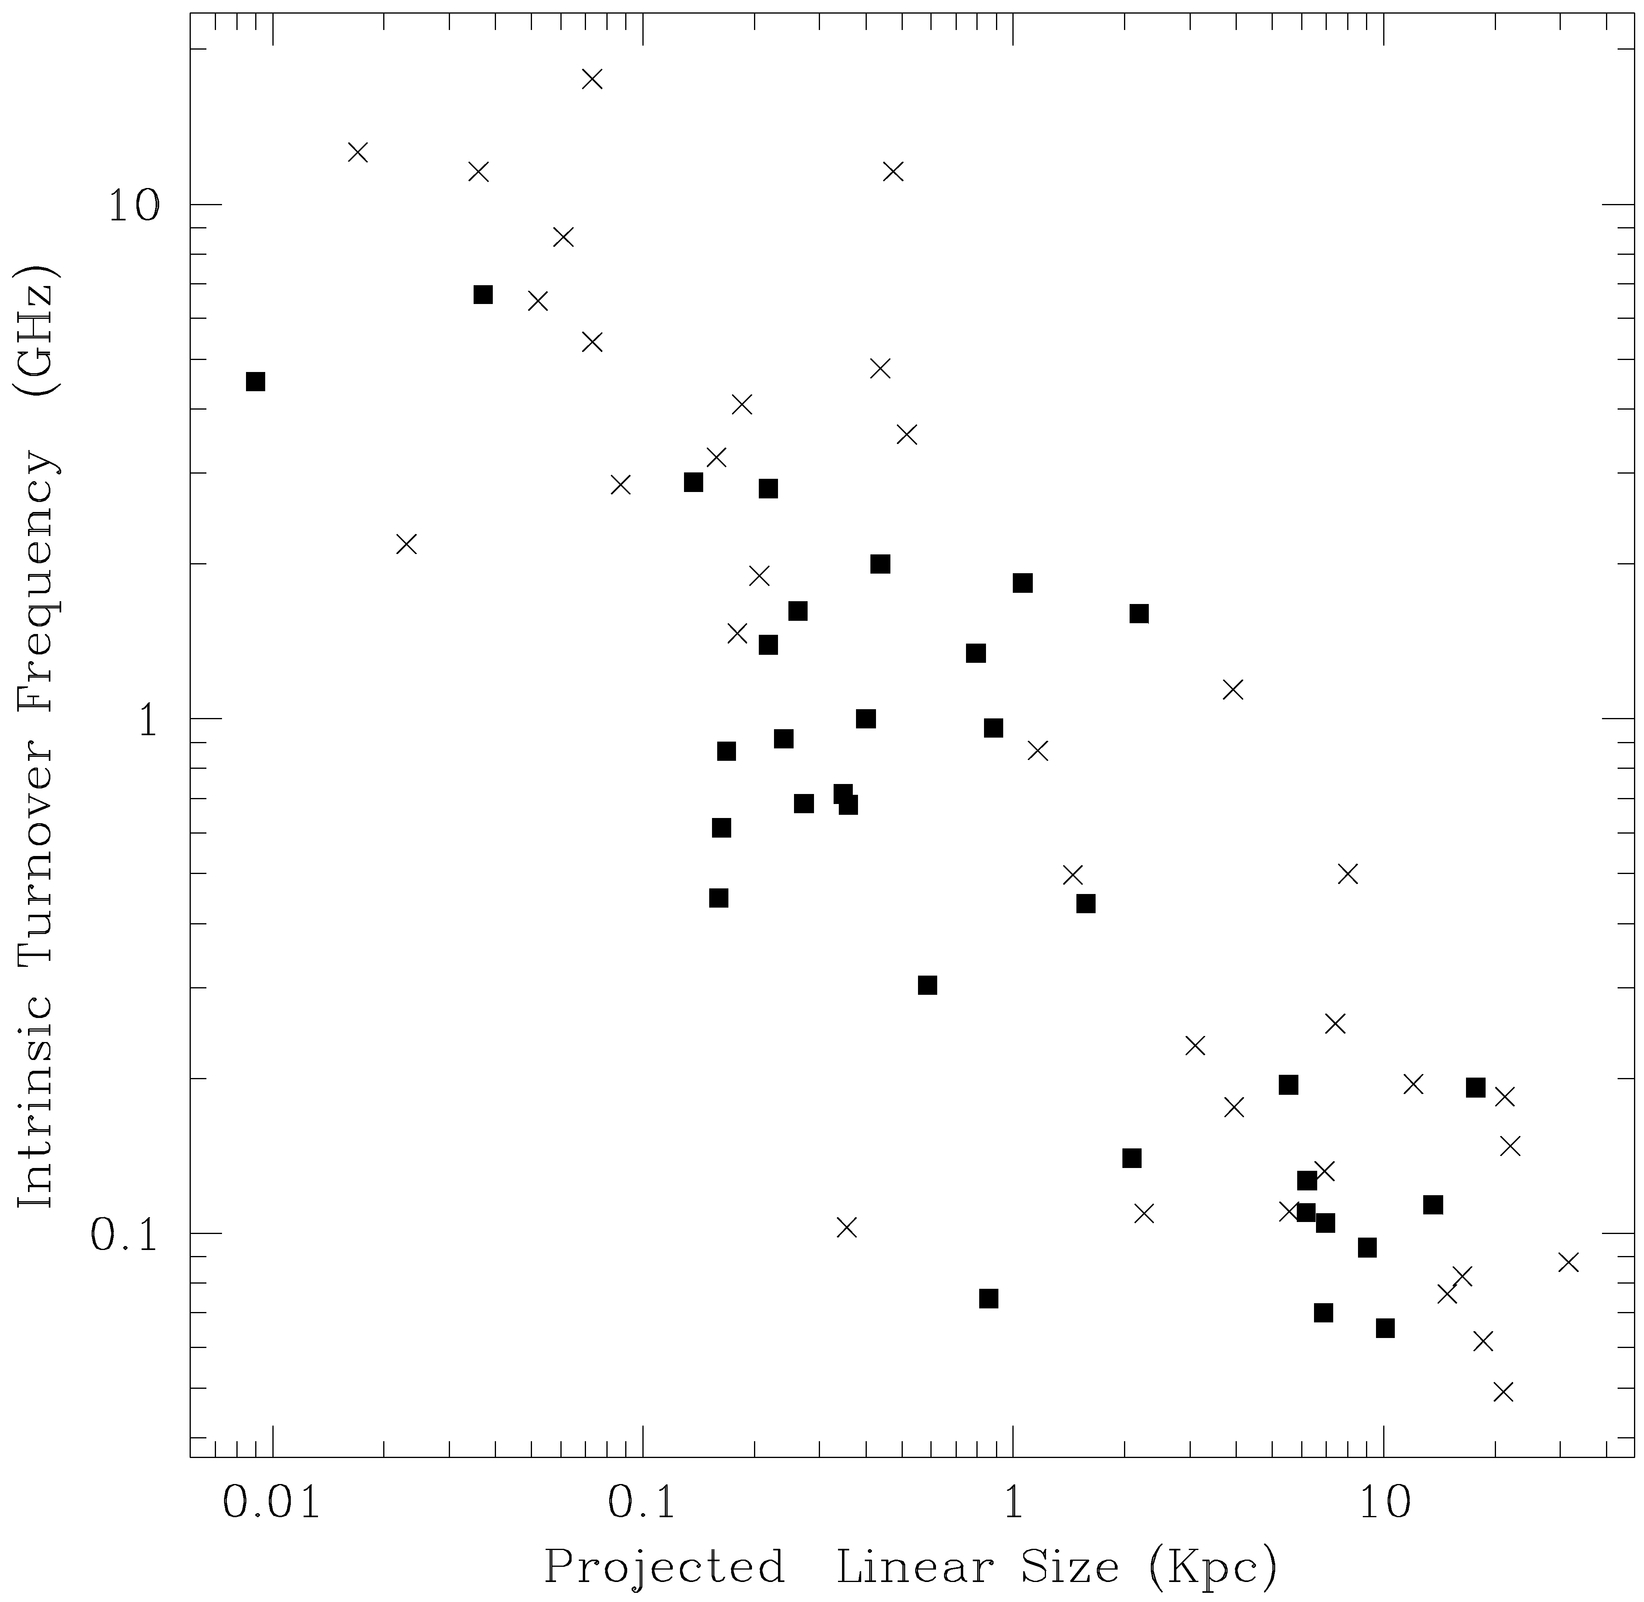 Intrinsic Turnover Frequency (GHz)
10
1
0.1
0.01 0.1 1 10
Projected Linear Size (Kpc)